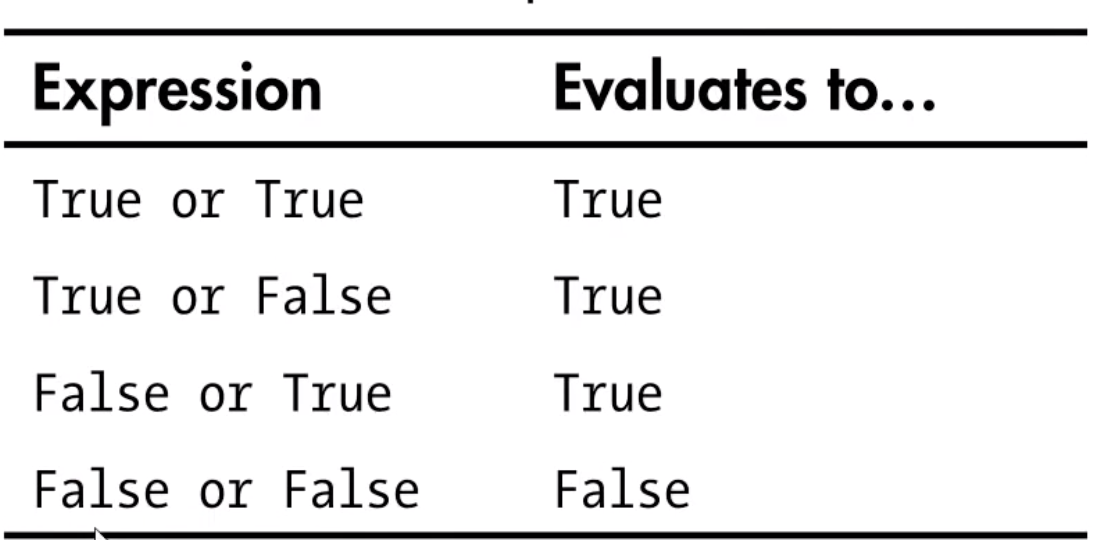 Expression Evaluates to...
True or True True
True or False True
False or True True
False or False False